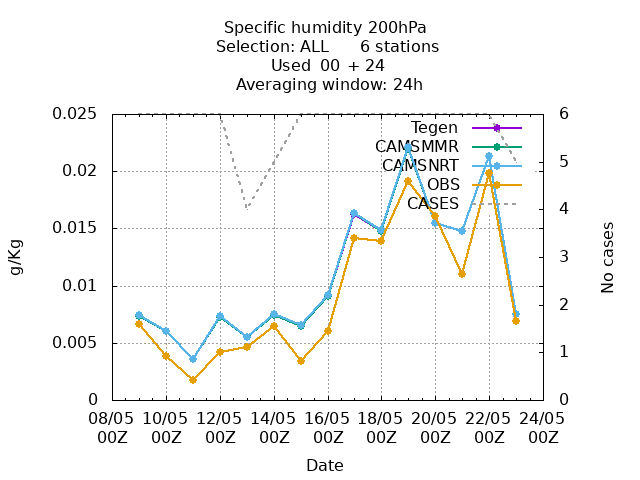 Specific humidity 200hPa
Selection: ALL      6 stations
Used  00  + 24
Averaging window: 24h
0.025
0.02
0.015
0.01
0.005
0
g/Kg
6
5
4
3
2
1
0
No cases
Tegen
CAMSMMR
CAMSNRT
OBS
CASES
08/05 10/05 12/05 14/05 16/05 18/05 20/05 22/05 24/05
00Z 00Z 00Z 00Z 00Z 00Z 00Z 00Z 00Z
Date